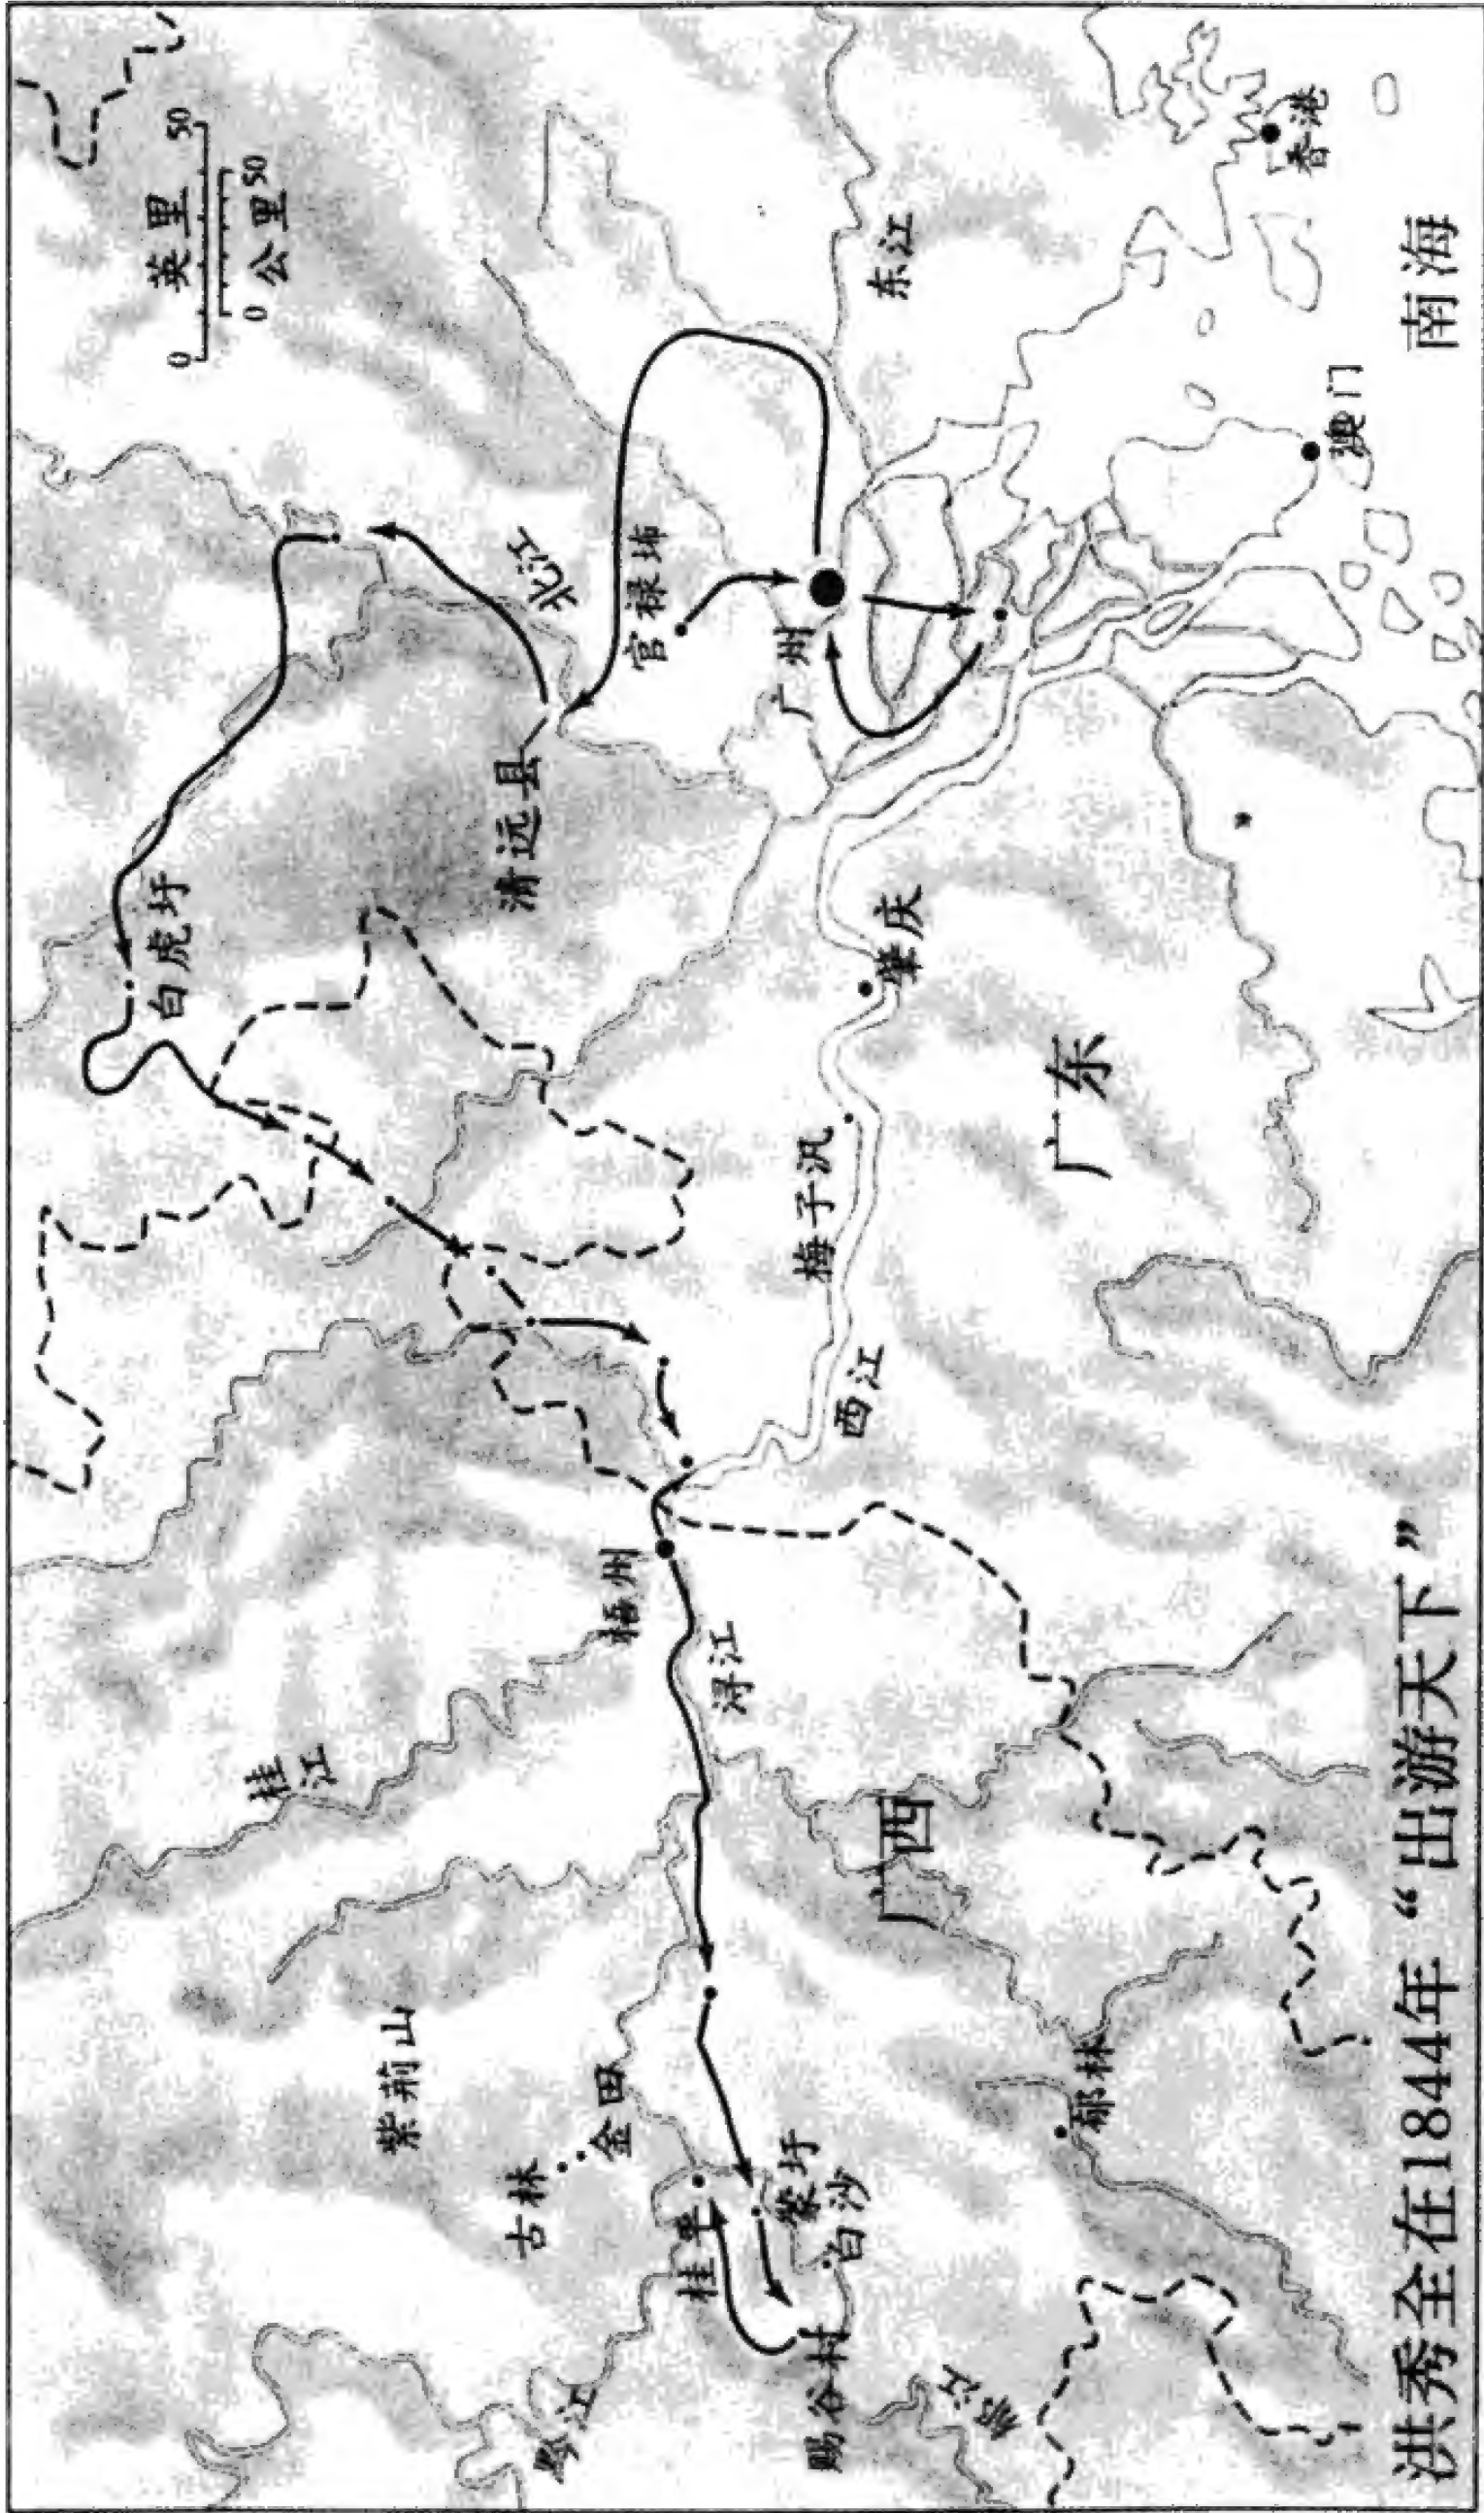 洪秀全在1844年“出游天下”
英里
0 50
0 50
公里
紫荆山
桂江
白虎圩
北江
清远县
官禄㘵
古林
金田
梧州
浔江
广州
东江
黔江
桂平
蒙圩
白沙
赐谷村
梅子汛
西江
肇庆
郁江
广西
鄢林
广东
香港
澳门
南海